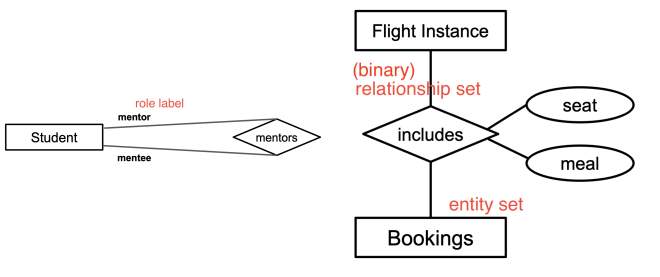 role label
mentor
Student
mentors
mentee
Flight Instance
(binary)
relationship set
includes
seat
meal
entity set
Bookings